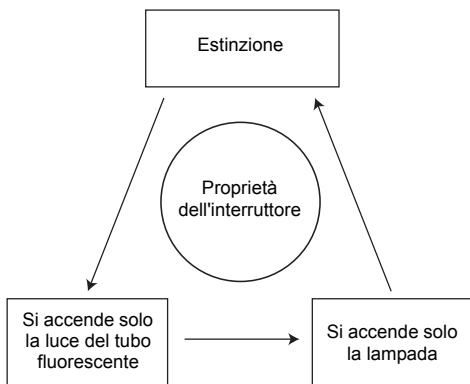 Estinzione
Proprietà
dell'interruttore
Si accende solo
la luce del tubo
fluorescente
Si accende solo
la lampada